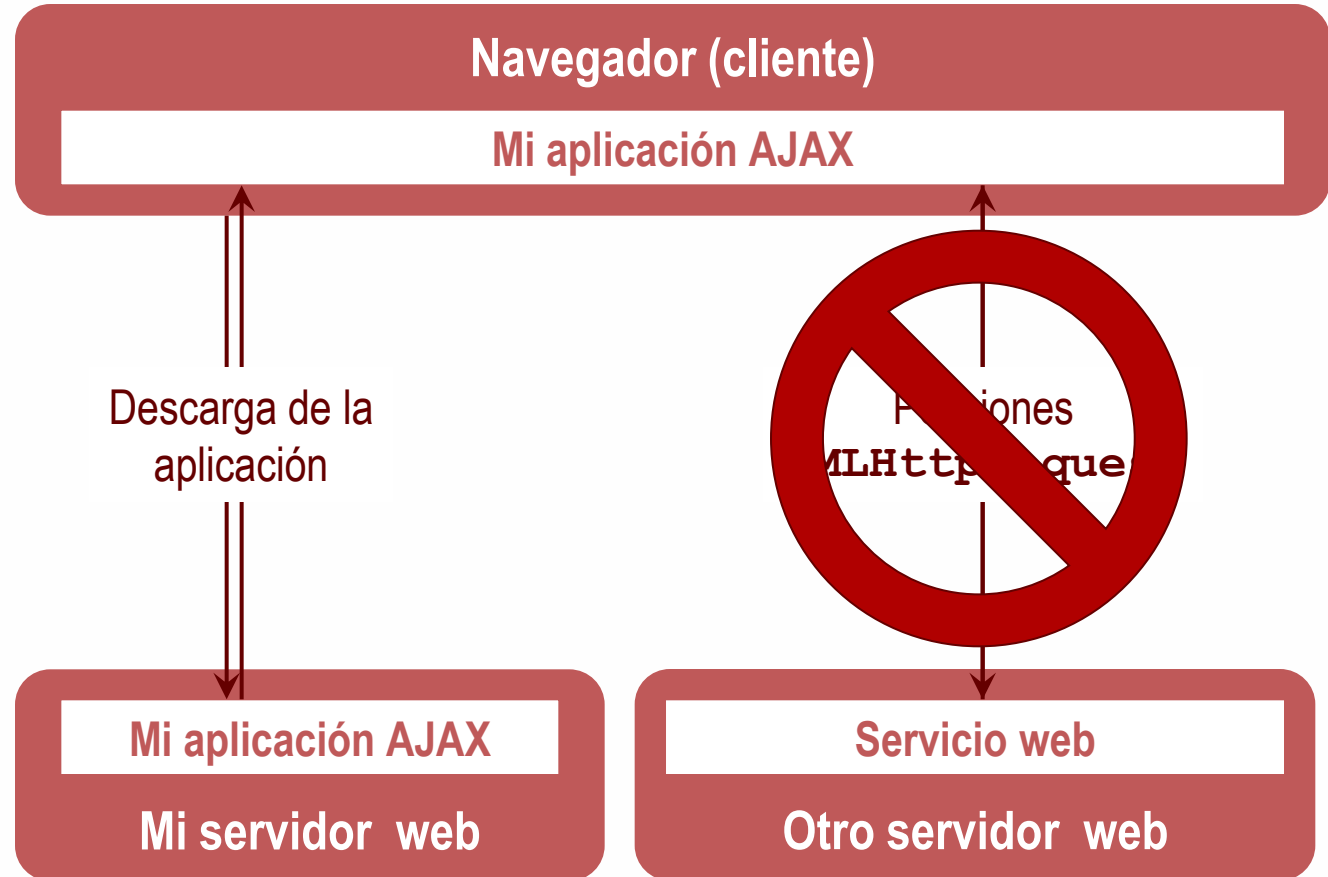 Navegador (cliente)
Mi aplicación AJAX
Descarga de la
aplicación
Mi aplicación AJAX
Servicio web
Mi servidor web
Otro servidor web